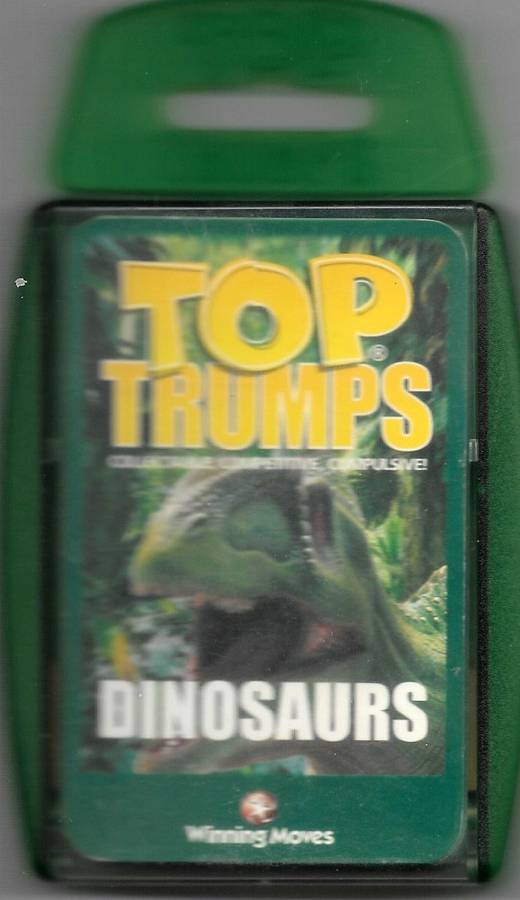 TOP
TRUMPS®
COLLECTABLE, COMPETITIVE, COMPULSIVE!
DINOSAURS
Winning Moves